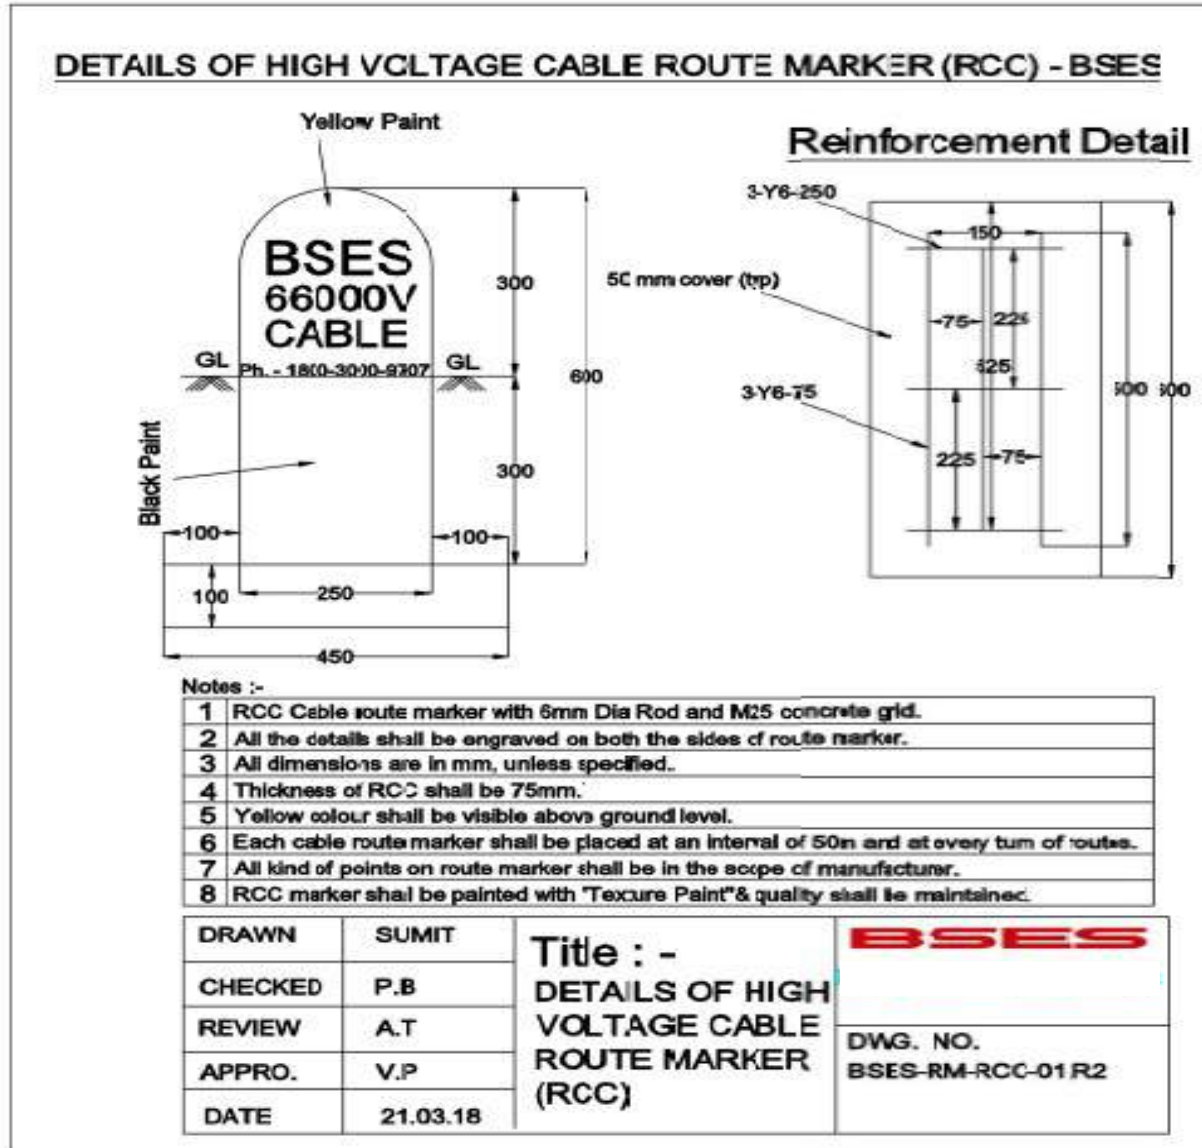 DETAILS OF HIGH VOLTAGE CABLE ROUTE MARKER (RCC) - BSES
Yellow Paint
BSES
66000V
CABLE
GL
GL
300
600
300
Black Paint
100
100
100
250
450
Reinforcement Detail
3-Y6-250
150
50 mm cover (typ)
75
225
525
3-Y6-75
225
75
500
600
Notes :-
1 RCC Cable route marker with 6mm Dia Rod and M25 concrete grid.
2 All the details shall be engraved on both the sides of route marker.
3 All dimensions are in mm, unless specified.
4 Thickness of RCC shall be 75mm.
5 Yellow colour shall be visible above ground level.
6 Each cable route marker shall be placed at an interval of 50m and at every turn of routes.
7 All kind of points on route marker shall be in the scope of manufacturer.
8 RCC marker shall be painted with "Texture Paint"& quality shall be maintained.
DRAWN SUMIT
CHECKED P.B
REVIEW A.T
APPRO. V.P
DATE 21.03.18
Title : -
DETAILS OF HIGH
VOLTAGE CABLE
ROUTE MARKER
(RCC)
BSES
DWG. NO.
BSES-RM-RCC-01 R2